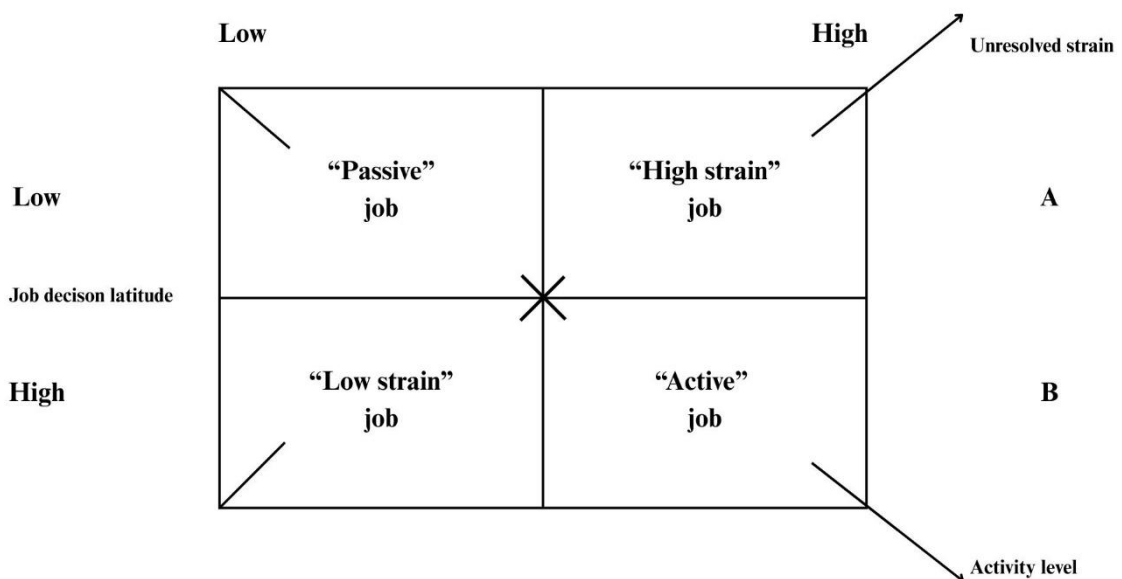 Low
High
Unresolved strain
“Passive”
job
“High strain”
job
Low
A
Job decison latitude
“Low strain”
job
“Active”
job
High
B
Activity level